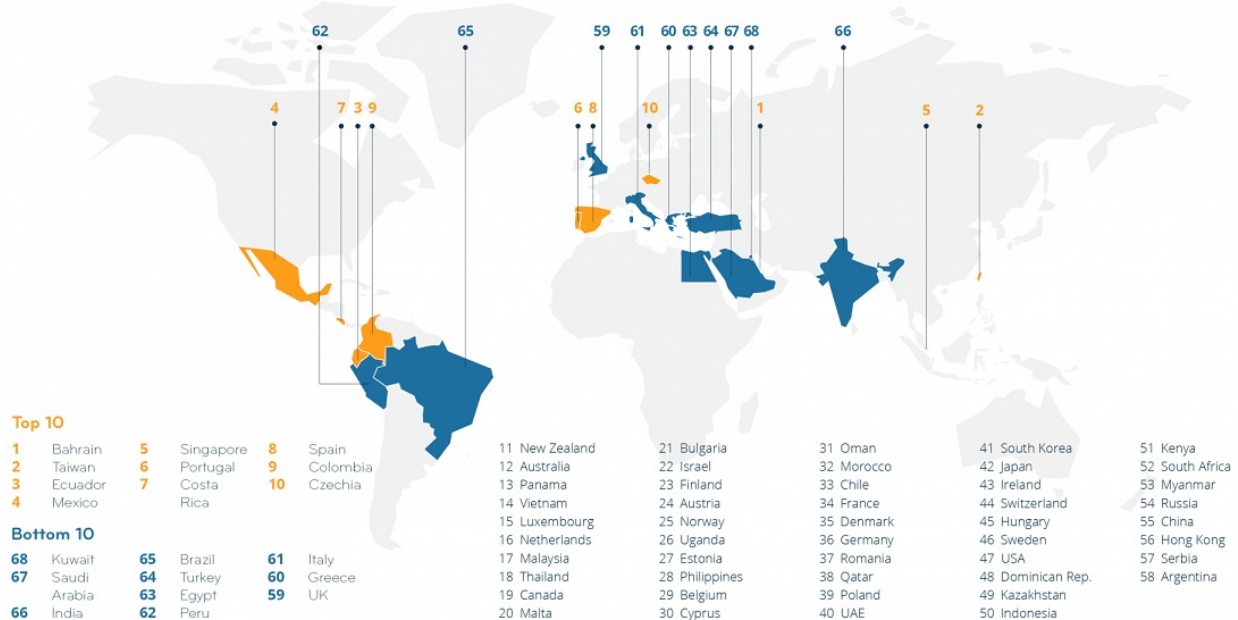 62 65 59 61 60 63 64 67 68 66
4 7 3 9 6 8 10 1 5 2
Top 10
1 Bahrain 5 Singapore 8 Spain
2 Taiwan 6 Portugal 9 Colombia
3 Ecuador 7 Costa 10 Czechia
4 Mexico Rica
Bottom 10
68 Kuwait 65 Brazil 61 Italy
67 Saudi 64 Turkey 60 Greece
Arabia 63 Egypt 59 UK
66 India 62 Peru
11 New Zealand 21 Bulgaria 31 Oman 41 South Korea 51 Kenya
12 Australia 22 Israel 32 Morocco 42 Japan 52 South Africa
13 Panama 23 Finland 33 Chile 43 Ireland 53 Myanmar
14 Vietnam 24 Austria 34 France 44 Switzerland 54 Russia
15 Luxembourg 25 Norway 35 Denmark 45 Hungary 55 China
16 Netherlands 26 Uganda 36 Germany 46 Sweden 56 Hong Kong
17 Malaysia 27 Estonia 37 Romania 47 USA 57 Serbia
18 Thailand 28 Philippines 38 Qatar 48 Dominican Rep. 58 Argentina
19 Canada 29 Belgium 39 Poland 49 Kazakhstan
20 Malta 30 Cyprus 40 UAE 50 Indonesia